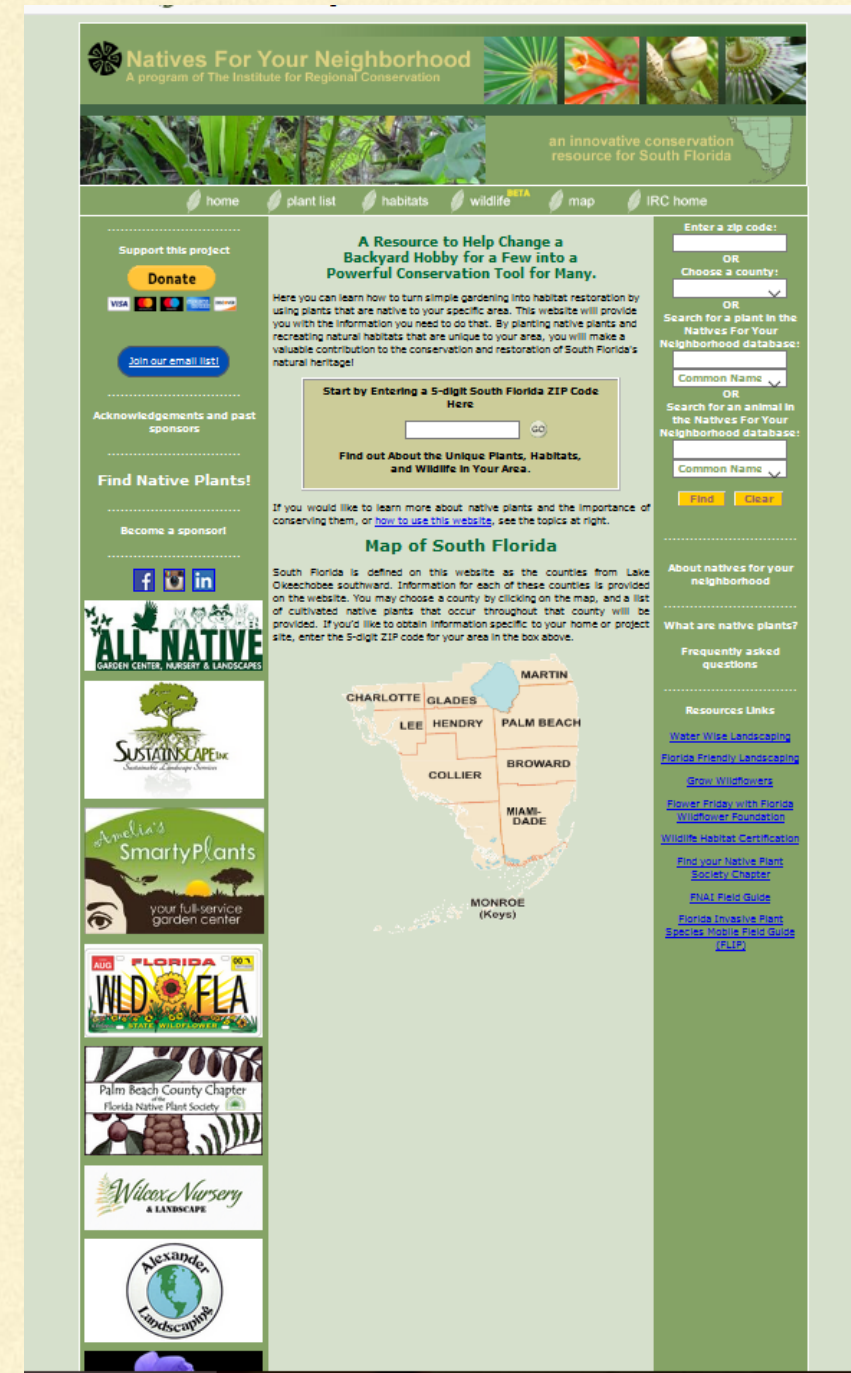 Natives For Your Neighborhood
A program of The Institute for Regional Conservation
an innovative conservation
resource for South Florida
home
plant list
habitats
wildlife BETA
map
IRC home
Support this project
Donate
VISA
Join our email list!
Acknowledgements and past
sponsors
Find Native Plants!
Become a sponsor!
f
in
ALL NATIVE
GARDEN CENTER, NURSERY & LANDSCAPES
SUSTAINSCAPE INC
Sustainable Landscape Services
Amelia's
SmartyPlants
your full-service
garden center
AUG FLORIDA 00
WLD FLA
STATE WILDFLOWER
Palm Beach County Chapter
of the
Florida Native Plant Society
Wilcox Nursery
& LANDSCAPE
Alexander
Landscaping
A Resource to Help Change a
Backyard Hobby for a Few into a
Powerful Conservation Tool for Many.
Here you can learn how to turn simple gardening into habitat restoration by
using plants that are native to your specific area. This website will provide
you with the information you need to do that. By planting native plants and
recreating natural habitats that are unique to your area, you will make a
valuable contribution to the conservation and restoration of South Florida's
natural heritage!
Start by Entering a 5-digit South Florida ZIP Code
Here
GO
Find out About the Unique Plants, Habitats,
and Wildlife in Your Area.
If you would like to learn more about native plants and the importance of
conserving them, or how to use this website, see the topics at right.
Map of South Florida
South Florida is defined on this website as the counties from Lake
Okeechobee southward. Information for each of these counties is provided
on the website. You may choose a county by clicking on the map, and a list
of cultivated native plants that occur throughout that county will be
provided. If you'd like to obtain information specific to your home or project
site, enter the 5-digit ZIP code for your area in the box above.
MARTIN
CHARLOTTE
GLADES
LEE
HENDRY
PALM BEACH
BROWARD
COLLIER
MIAMI-
DADE
MONROE
(Keys)
Enter a zip code:
OR
Choose a county:
OR
Search for a plant in the
Natives For Your
Neighborhood database:
Common Name
OR
Search for an animal in
the Natives For Your
Neighborhood database:
Common Name
Find
Clear
About natives for your
neighborhood
What are native plants?
Frequently asked
questions
Resources Links
Water Wise Landscaping
Florida Friendly Landscaping
Grow Wildflowers
Flower Friday with Florida
Wildflower Foundation
Wildlife Habitat Certification
Find your Native Plant
Society Chapter
FNAI Field Guide
Florida Invasive Plant
Species Mobile Field Guide
(FLIP)